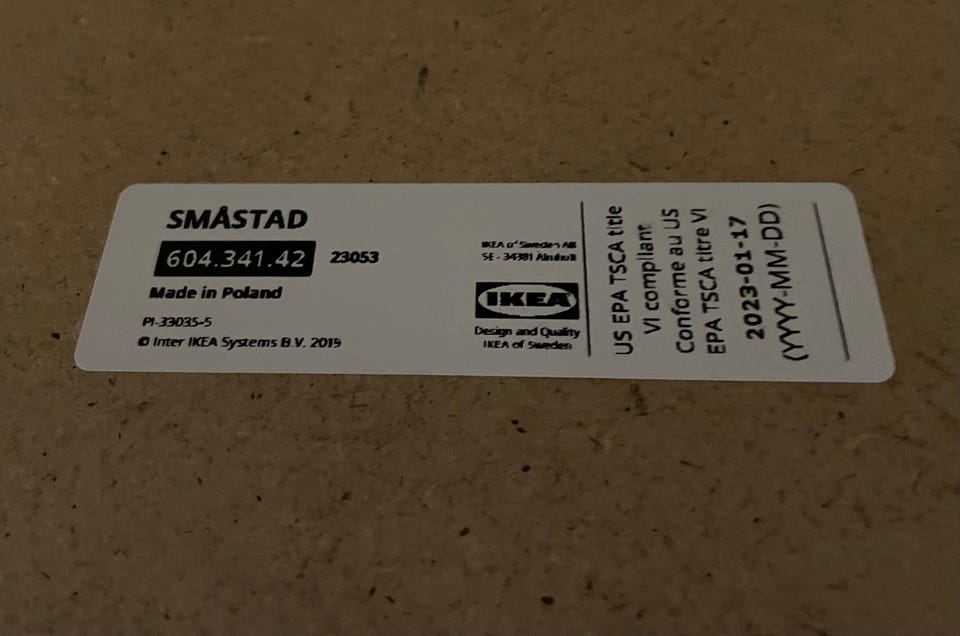 SMÅSTAD
604.341.42 23053
Made in Poland
PI-33035-5
© Inter IKEA Systems B.V. 2019
IKEA of Sweden AB
SE - 34381 Älmhult
IKEA
Design and Quality
IKEA of Sweden
US EPA TSCA title
VI compliant
Conforme au US
EPA TSCA titre VI
2023-01-17
(YYYY-MM-DD)